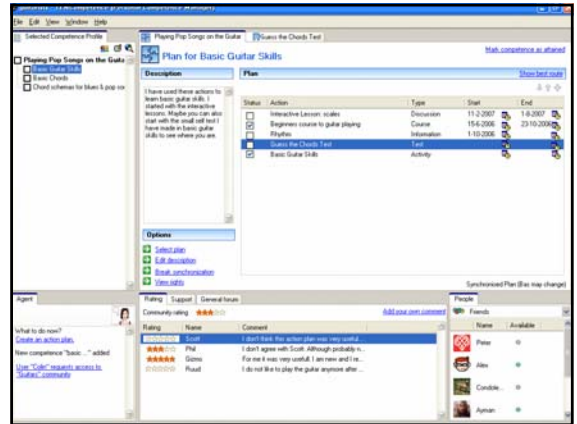 File Edit View Window Help
Selected Competence Profile
Playing Pop Songs on the Guita
Basic Guitar Skills
Basic Chords
Chord schemas for blues & pop son
Playing Pop Songs on the Guitar
Guess the Chords Test
Plan for Basic Guitar Skills
Mark competence as attained
Description
I have used these actions to
learn basic guitar skills. I
started with the interactive
lessons. Maybe you can also
start with the small self test I
have made in basic guitar
skills to see where you are.
Options
Select plan
Edit description
Break synchronization
View rights
Plan
Show best route
Status Action Type Start End
Interactive Lesson: scales Discussion 11-2-2007 1-8-2007
Beginners course to guitar playing Course 15-6-2006 23-10-2006
Rhythm Information 1-10-2006
Guess the Chords Test Test
Basic Guitar Skills Activity
Synchronised Plan (Bas may change)
Agent
What to do now?
Create an action plan.
New competence "basic ..." added
User "Colin" requests access to
"Guitars" community
Rating Support General forum
Community rating
Add your own comment
Rating Name Comment
Scott I don't think this action plan was very useful...
Phil I don't agree with Scott. Although probably n...
Gizmo For me it was very usefull. I am new and I re...
Ruud I do not like to play the guitar anymore after ...
People
Friends
Name Available
Peter
Alex
Condole..
Ayman